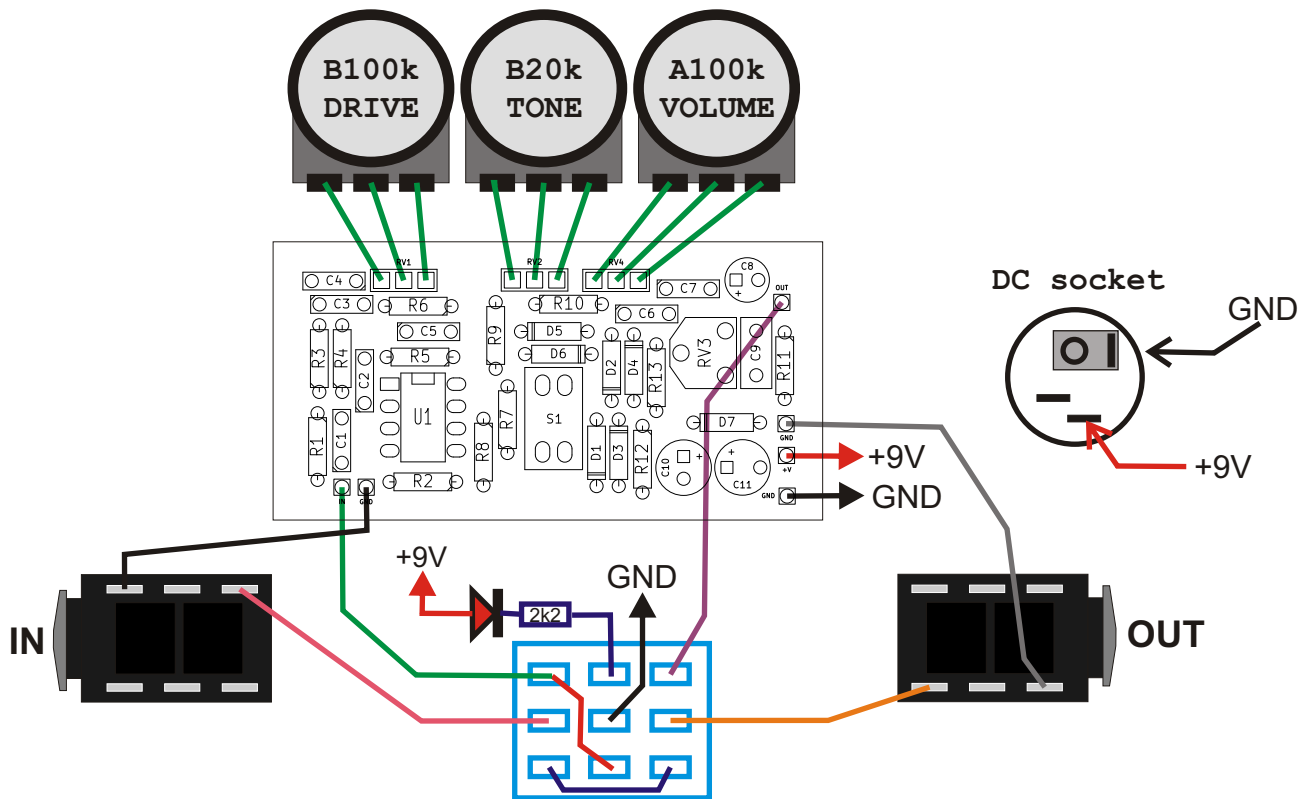 B100k
DRIVE
B20k
TONE
A100k
VOLUME
RV1
RV2
RV4
C4
C3
R6
C5
R5
R3
R4
C2
R1
C1
U1
R2
IN
GND
R9
R10
D5
D6
R7
R8
S1
C6
C7
C8
+
OUT
D2
D4
R13
RV3
C9
R11
D1
D3
R12
D7
C10
+
C11
+
GND
+V
GND
+9V
GND
DC socket
GND
+9V
+9V
2k2
GND
IN
OUT